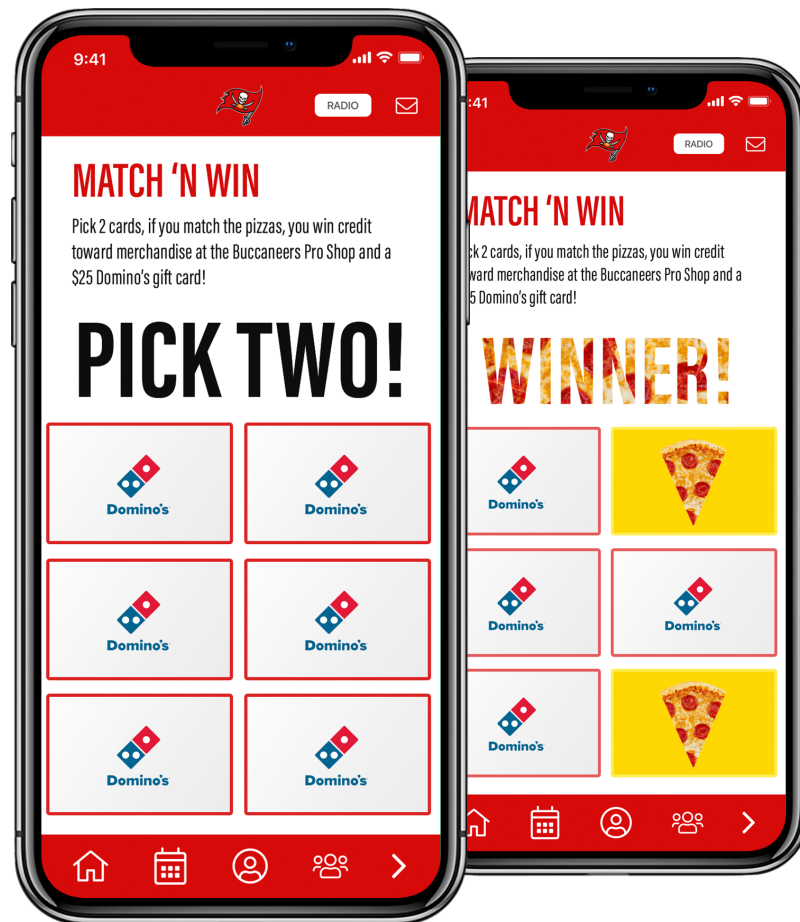 9:41
RADIO
MATCH ‘N WIN
Pick 2 cards, if you match the pizzas, you win credit
toward merchandise at the Buccaneers Pro Shop and a
$25 Domino’s gift card!
PICK TWO!
Domino's Domino's
Domino's Domino's
Domino's Domino's
:41
RADIO
MATCH ‘N WIN
ck 2 cards, if you match the pizzas, you win credit
ward merchandise at the Buccaneers Pro Shop and a
5 Domino’s gift card!
WINNER!
Domino's
Domino's Domino's
Domino's